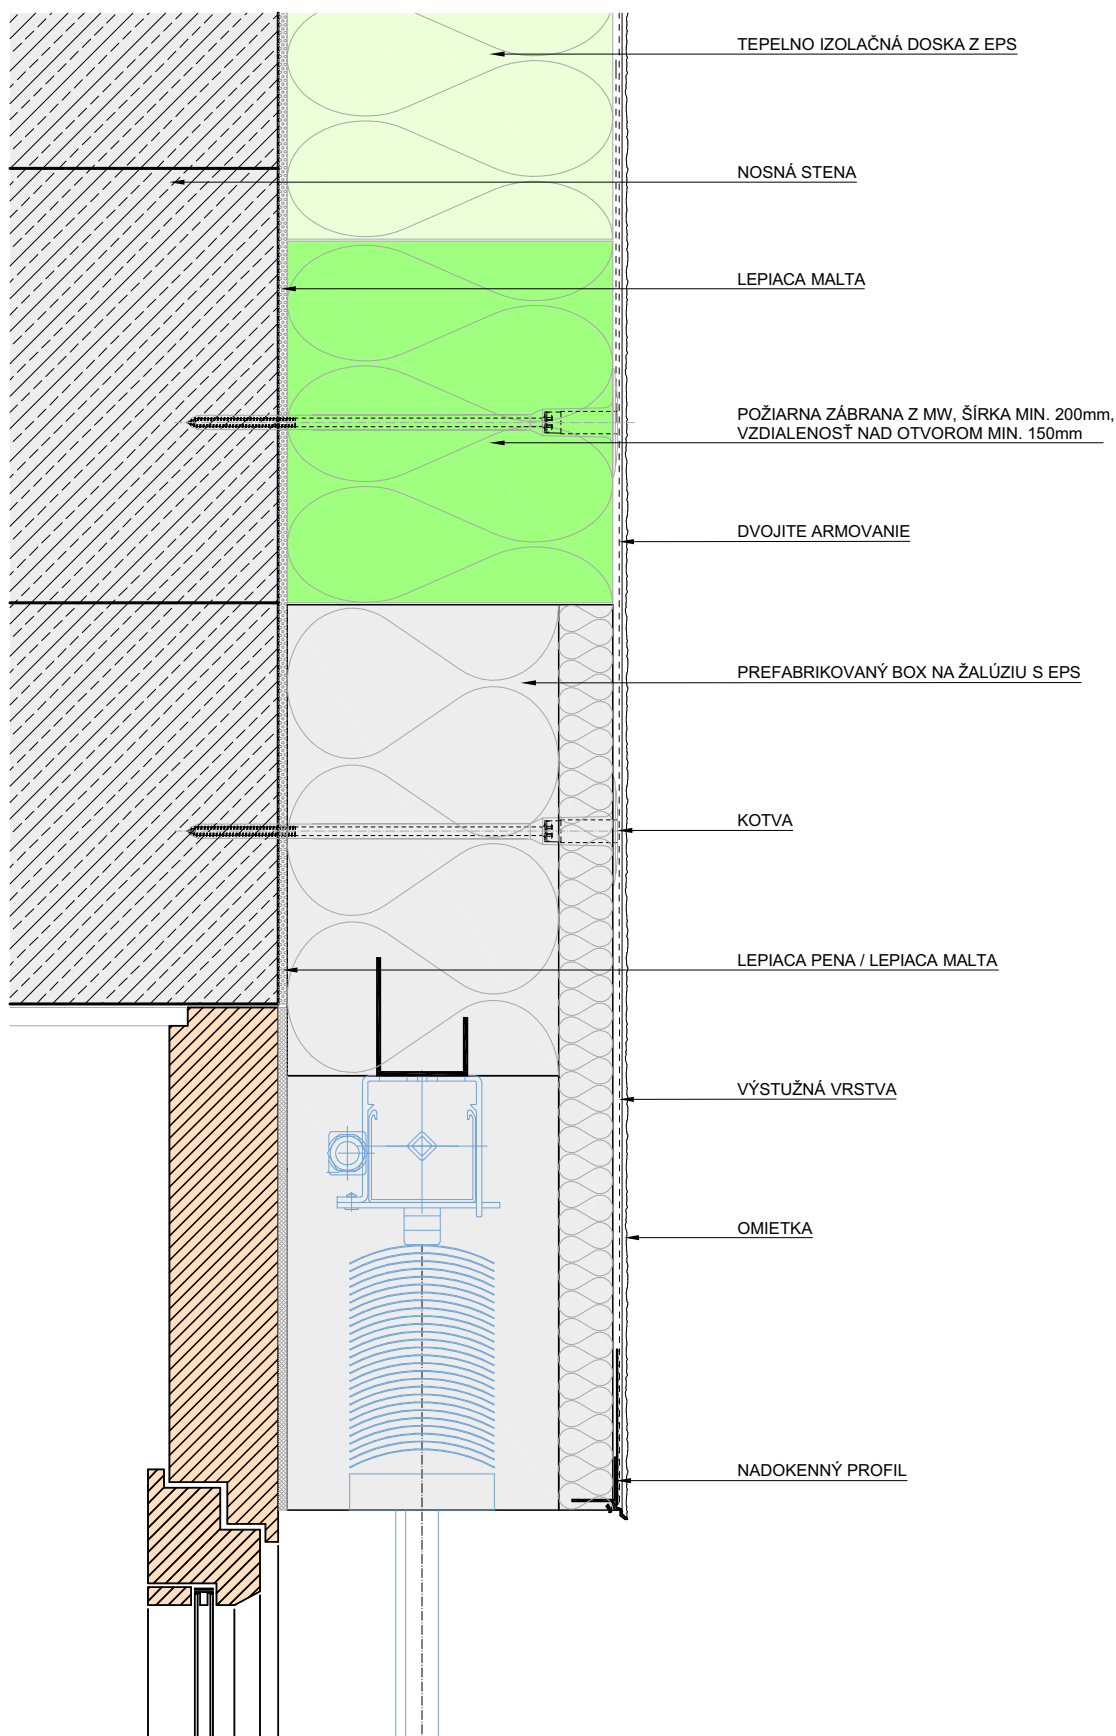 TEPELNO IZOLAČNÁ DOSKA Z EPS
NOSNÁ STENA
LEPIACA MALTA
POŽIARNA ZÁBRANA Z MW, ŠÍRKA MIN. 200mm,
VZDIALENOSŤ NAD OTVOROM MIN. 150mm
DVOJITE ARMOVANIE
PREFABRIKOVANÝ BOX NA ŽALÚZIU S EPS
KOTVA
LEPIACA PENA / LEPIACA MALTA
VÝSTUŽNÁ VRSTVA
OMIETKA
NADOKENNÝ PROFIL